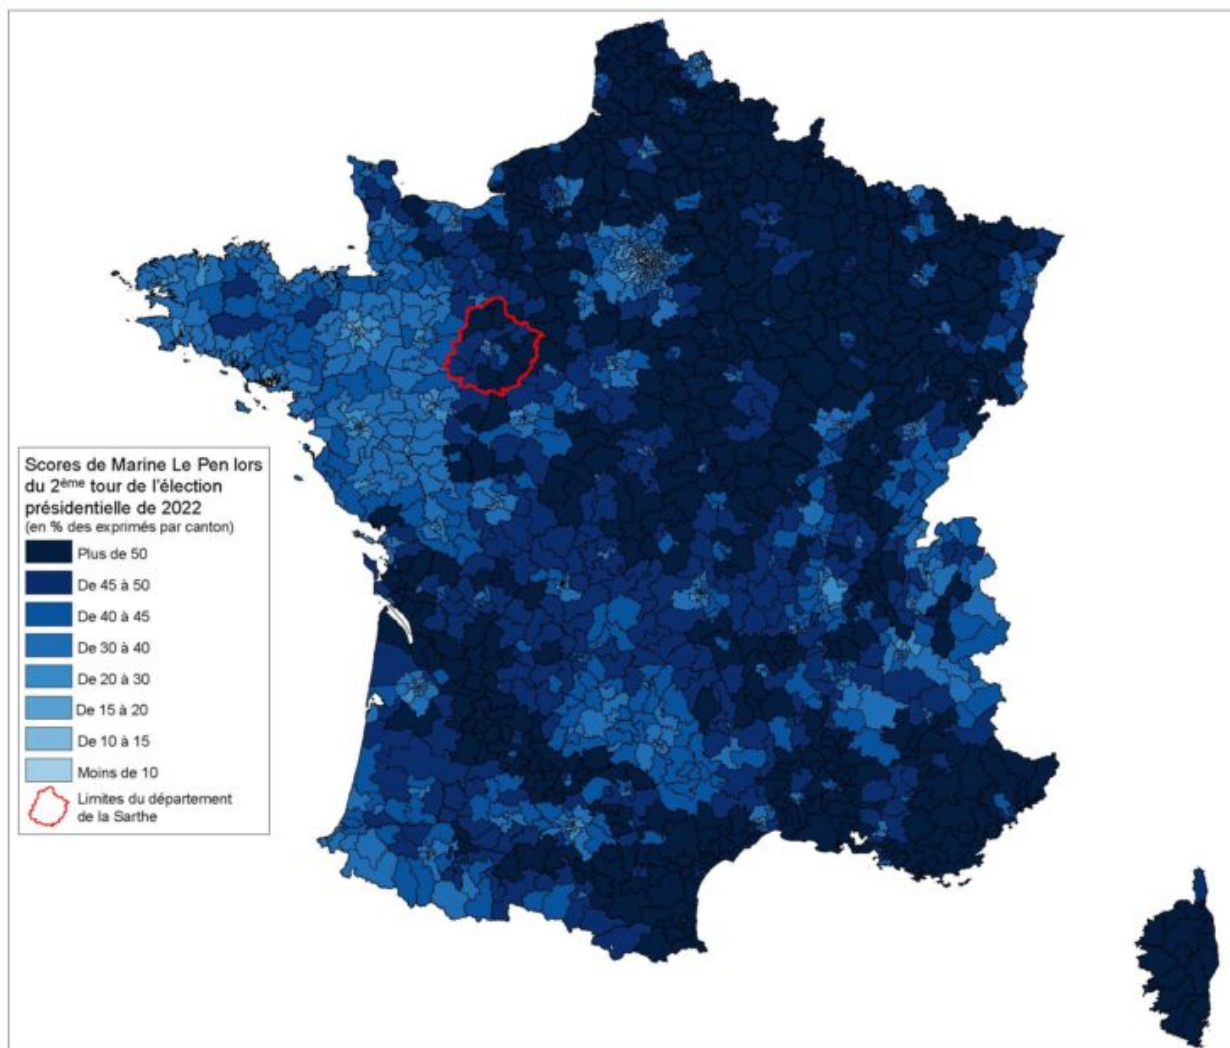 Scores de Marine Le Pen lors
du 2ème tour de l'élection
présidentielle de 2022
(en % des exprimés par canton)
Plus de 50
De 45 à 50
De 40 à 45
De 30 à 40
De 20 à 30
De 15 à 20
De 10 à 15
Moins de 10
Limites du département
de la Sarthe